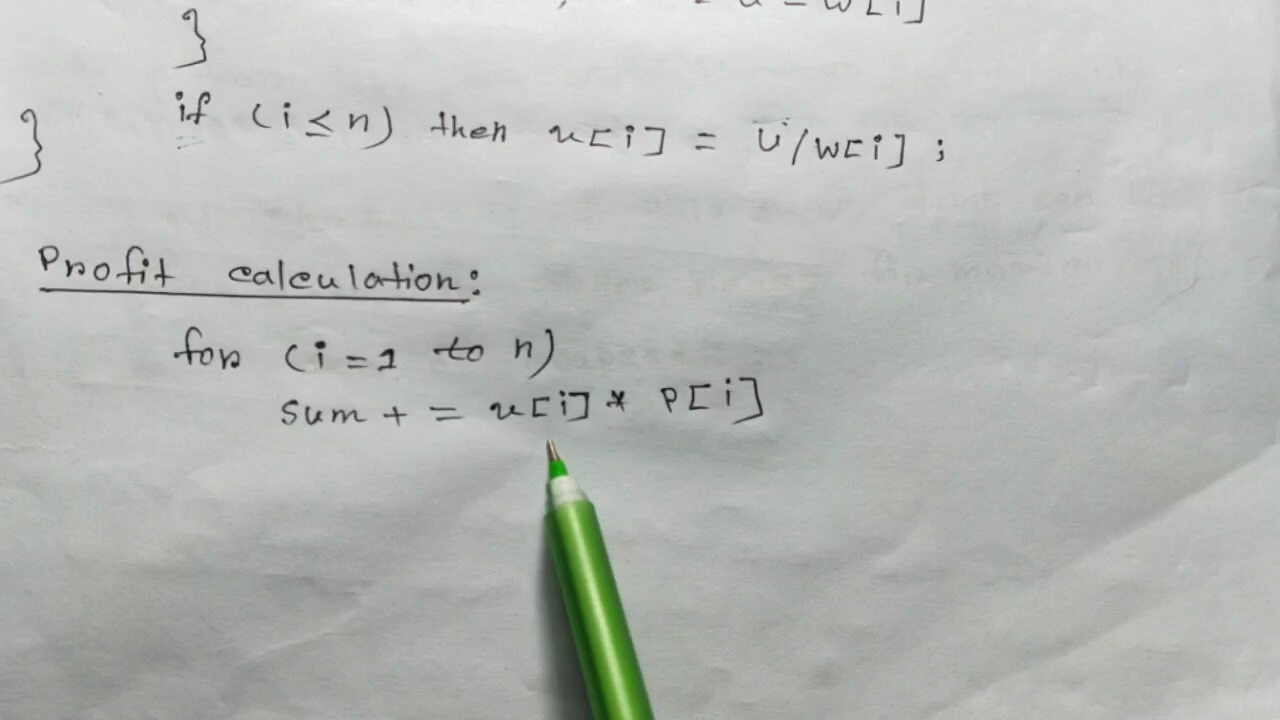 = u - w[i]
}
if (i ≤ n) then x[i] = U/w[i] ;
}
Profit calculation:
for (i = 1 to n)
sum + = x[i] * P[i]